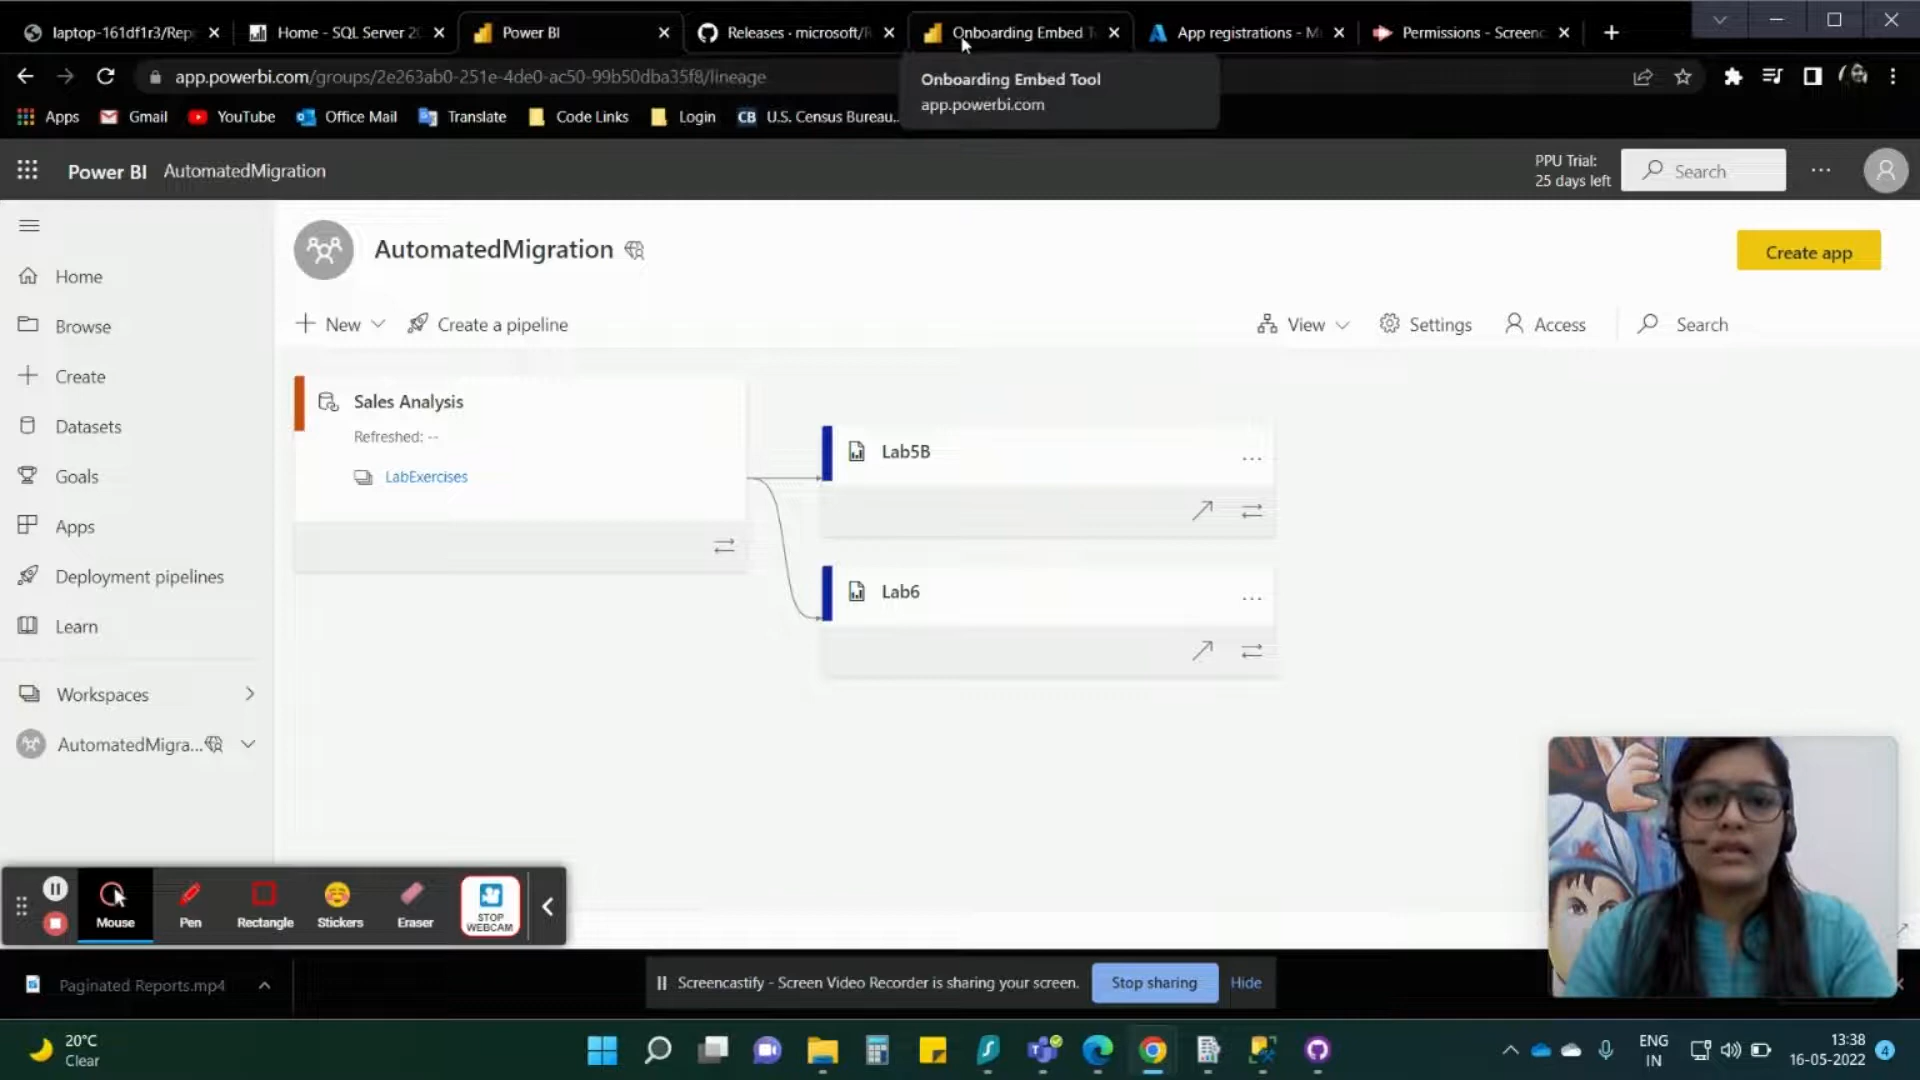 laptop-161df1r3/Rep
Home - SQL Server 20
Power BI
Releases · microsoft/R
Onboarding Embed T
App registrations - M
Permissions - Screenc
app.powerbi.com/groups/2e263ab0-251e-4de0-ac50-99b50dba35f8/lineage
Onboarding Embed Tool
app.powerbi.com
Apps
Gmail
YouTube
Office Mail
Translate
Code Links
Login
CB U.S. Census Bureau...
Power BI AutomatedMigration
PPU Trial:
25 days left
Search
AutomatedMigration
Create app
New
Create a pipeline
View
Settings
Access
Search
Home
Browse
Create
Datasets
Goals
Apps
Deployment pipelines
Learn
Workspaces
AutomatedMigra...
Sales Analysis
Refreshed: --
LabExercises
Lab5B
Lab6
Mouse
Pen
Rectangle
Stickers
Eraser
STOP
WEBCAM
Paginated Reports.mp4
Screencastify - Screen Video Recorder is sharing your screen.
Stop sharing
Hide
20°C
Clear
ENG
IN
13:38
16-05-2022
4